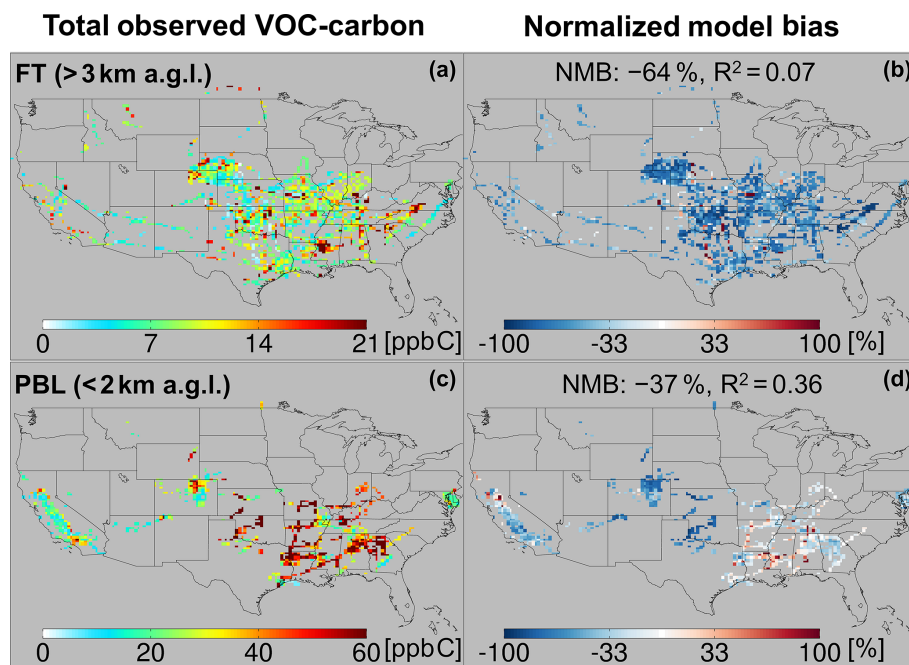 Total observed VOC-carbon
Normalized model bias
FT (> 3 km a.g.l.)
(a)
NMB: −64 %, R² = 0.07
(b)
0 7 14 21 [ppb C]
-100 -33 33 100 [%]
PBL (< 2 km a.g.l.)
(c)
NMB: −37 %, R² = 0.36
(d)
0 20 40 60 [ppb C]
-100 -33 33 100 [%]